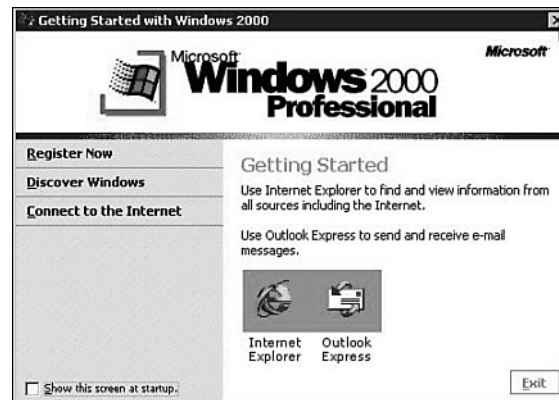 Getting Started with Windows 2000
Microsoft
Microsoft
Windows 2000
Professional
Register Now
Discover Windows
Connect to the Internet
Getting Started
Use Internet Explorer to find and view information from
all sources including the Internet.
Use Outlook Express to send and receive e-mail
messages.
Internet Explorer
Outlook Express
Show this screen at startup.
Exit